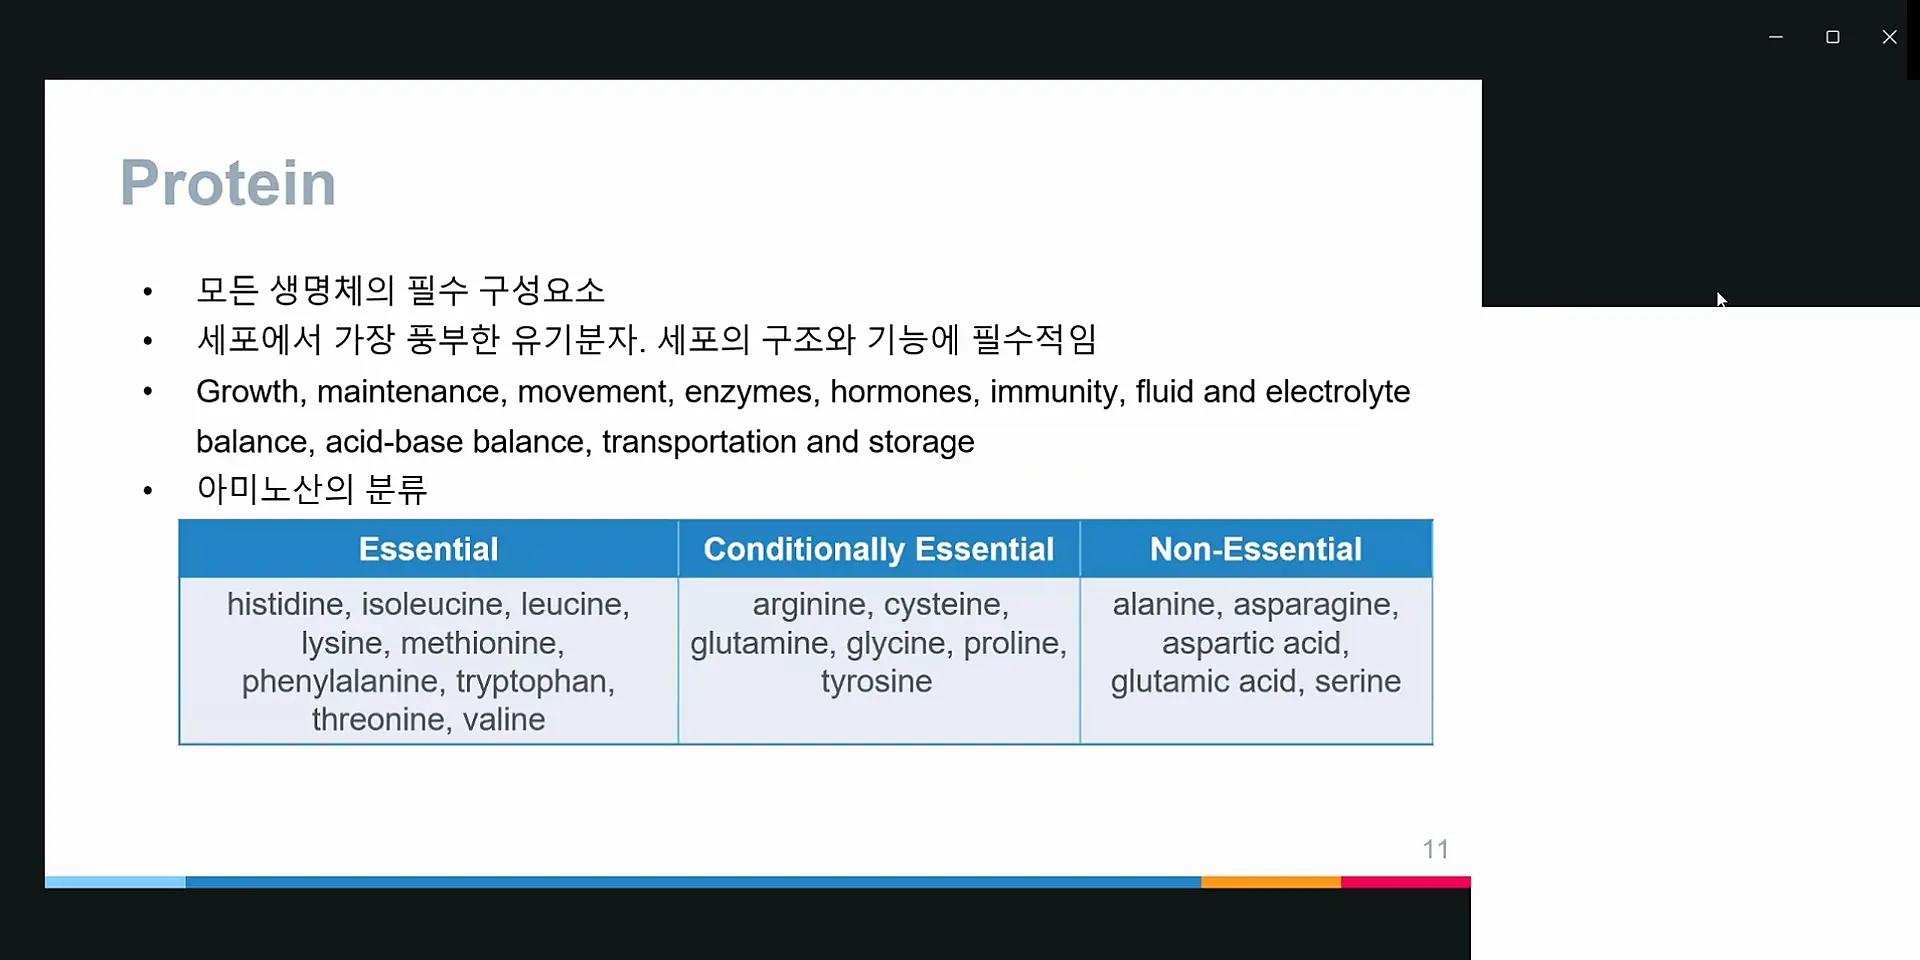 Protein
• 모든 생명체의 필수 구성요소
• 세포에서 가장 풍부한 유기분자. 세포의 구조와 기능에 필수적임
• Growth, maintenance, movement, enzymes, hormones, immunity, fluid and electrolyte
balance, acid-base balance, transportation and storage
• 아미노산의 분류
Essential Conditionally Essential Non-Essential
histidine, isoleucine, leucine, arginine, cysteine, alanine, asparagine,
lysine, methionine, glutamine, glycine, proline, aspartic acid,
phenylalanine, tryptophan, tyrosine glutamic acid, serine
threonine, valine
11